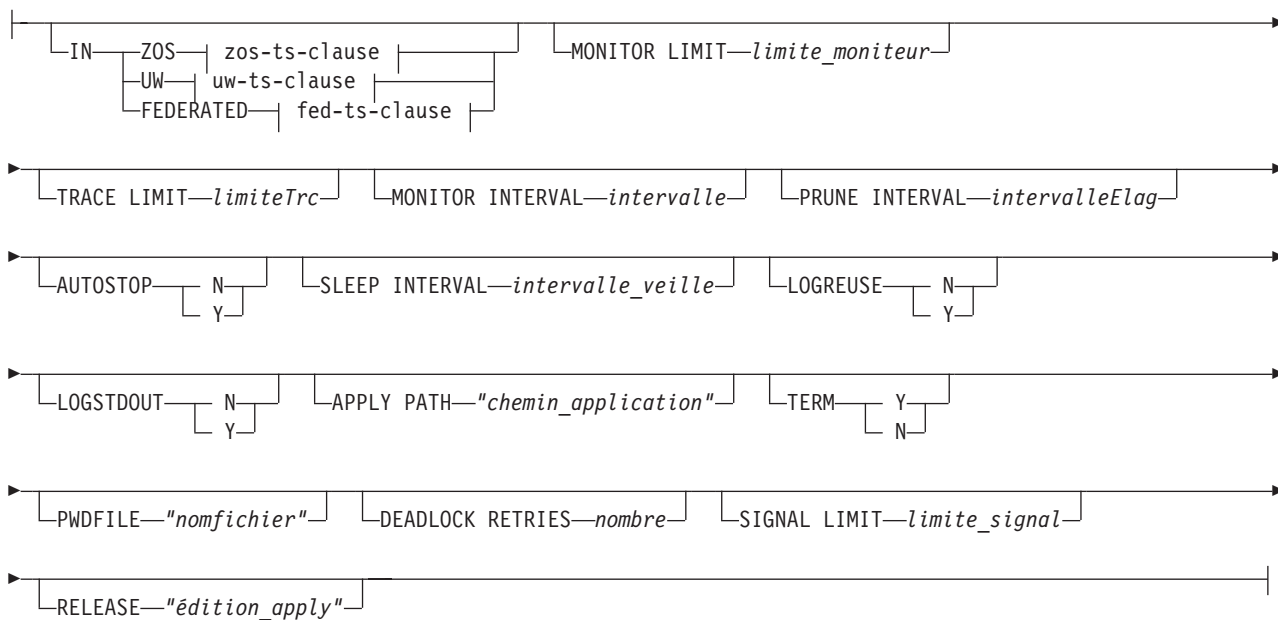 IN ZOS zos-ts-clause MONITOR LIMIT limite_moniteur
UW uw-ts-clause
FEDERATED fed-ts-clause
TRACE LIMIT limiteTrc MONITOR INTERVAL intervalle PRUNE INTERVAL intervalleElag
AUTOSTOP N SLEEP INTERVAL intervalle_veille LOGREUSE N
Y Y
LOGSTDOUT N APPLY PATH "chemin_application" TERM Y
Y N
PWDFILE "nomfichier" DEADLOCK RETRIES nombre SIGNAL LIMIT limite_signal
RELEASE "édition_apply"